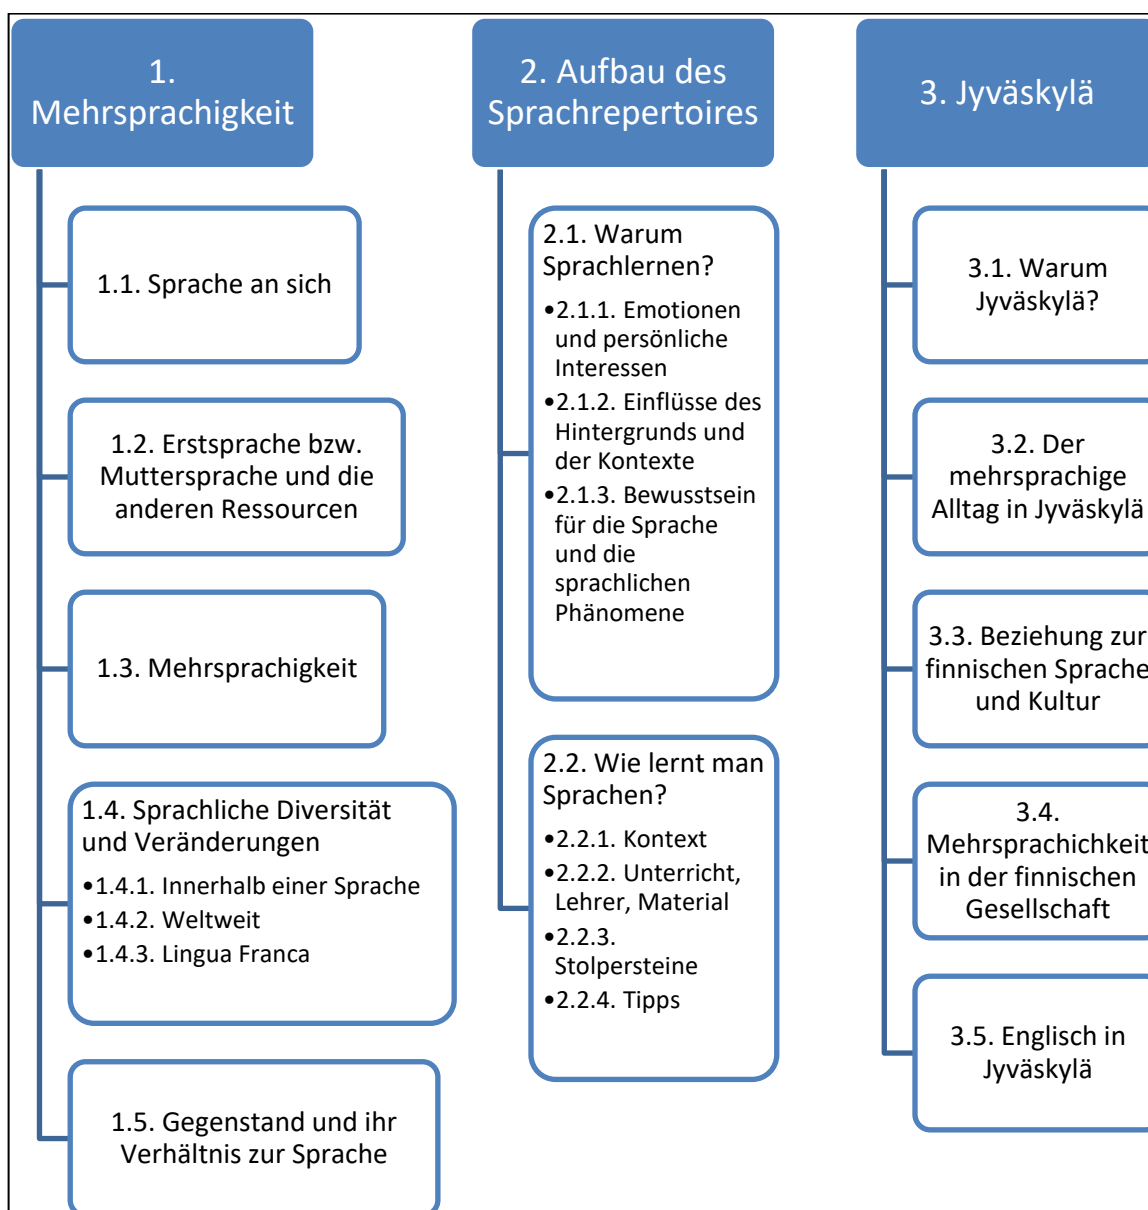 1.
Mehrsprachigkeit
1.1. Sprache an sich
1.2. Erstsprache bzw.
Muttersprache und die
anderen Ressourcen
1.3. Mehrsprachigkeit
1.4. Sprachliche Diversität
und Veränderungen
•1.4.1. Innerhalb einer Sprache
•1.4.2. Weltweit
•1.4.3. Lingua Franca
1.5. Gegenstand und ihr
Verhältnis zur Sprache
2. Aufbau des
Sprachrepertoires
2.1. Warum
Sprachlernen?
•2.1.1. Emotionen
und persönliche
Interessen
•2.1.2. Einflüsse des
Hintergrunds und
der Kontexte
•2.1.3. Bewusstsein
für die Sprache
und die
sprachlichen
Phänomene
2.2. Wie lernt man
Sprachen?
•2.2.1. Kontext
•2.2.2. Unterricht,
Lehrer, Material
•2.2.3.
Stolpersteine
•2.2.4. Tipps
3. Jyväskylä
3.1. Warum
Jyväskylä?
3.2. Der
mehrsprachige
Alltag in Jyväskylä
3.3. Beziehung zur
finnischen Sprache
und Kultur
3.4.
Mehrsprachichkeit
in der finnischen
Gesellschaft
3.5. Englisch in
Jyväskylä